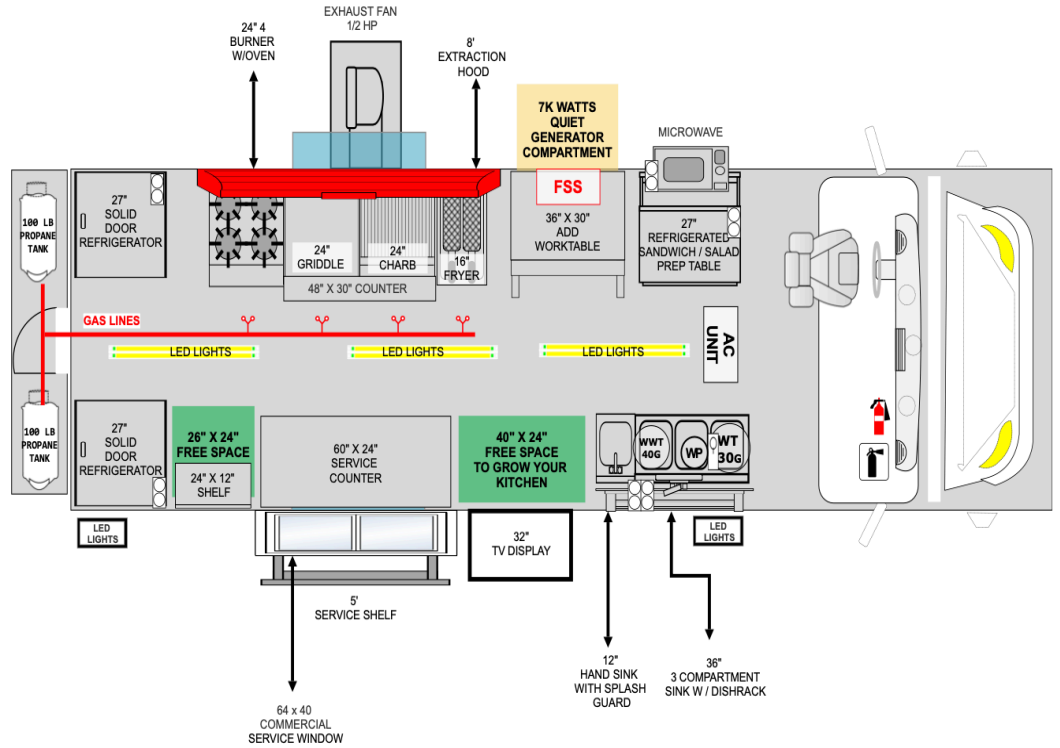 EXHAUST FAN
1/2 HP
24" 4
BURNER
W/OVEN
8'
EXTRACTION
HOOD
7K WATTS
QUIET
GENERATOR
COMPARTMENT
MICROWAVE
100 LB
PROPANE
TANK
27"
SOLID
DOOR
REFRIGERATOR
24"
GRIDDLE
24"
CHARB
16"
FRYER
48" X 30" COUNTER
FSS
36" X 30"
ADD
WORKTABLE
27"
REFRIGERATED
SANDWICH / SALAD
PREP TABLE
GAS LINES
LED LIGHTS
LED LIGHTS
LED LIGHTS
AC
UNIT
100 LB
PROPANE
TANK
27"
SOLID
DOOR
REFRIGERATOR
26" X 24"
FREE SPACE
24" X 12"
SHELF
60" X 24"
SERVICE
COUNTER
40" X 24"
FREE SPACE
TO GROW YOUR
KITCHEN
WWT
40G
WP
WT
30G
LED
LIGHTS
32"
TV DISPLAY
LED
LIGHTS
5'
SERVICE SHELF
12"
HAND SINK
WITH SPLASH
GUARD
36"
3 COMPARTMENT
SINK W / DISHRACK
64 x 40
COMMERCIAL
SERVICE WINDOW